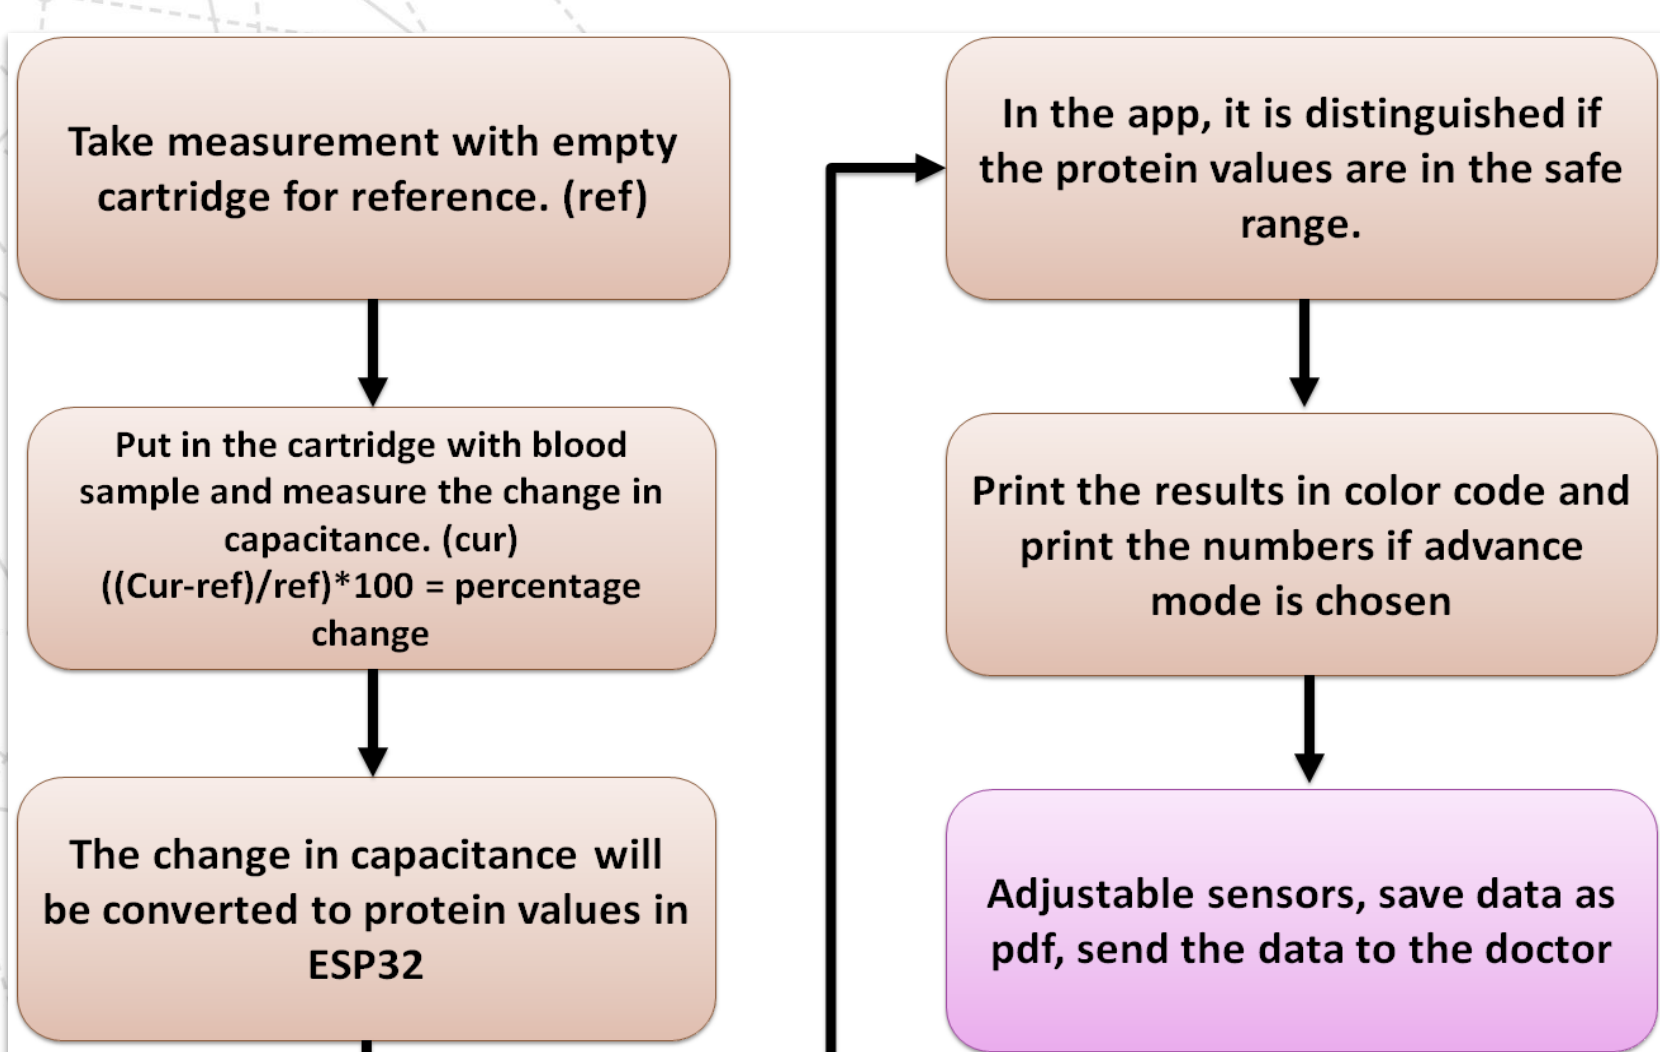 Take measurement with empty
cartridge for reference. (ref)
Put in the cartridge with blood
sample and measure the change in
capacitance. (cur)
((Cur-ref)/ref)*100 = percentage
change
The change in capacitance will
be converted to protein values in
ESP32
In the app, it is distinguished if
the protein values are in the safe
range.
Print the results in color code and
print the numbers if advance
mode is chosen
Adjustable sensors, save data as
pdf, send the data to the doctor